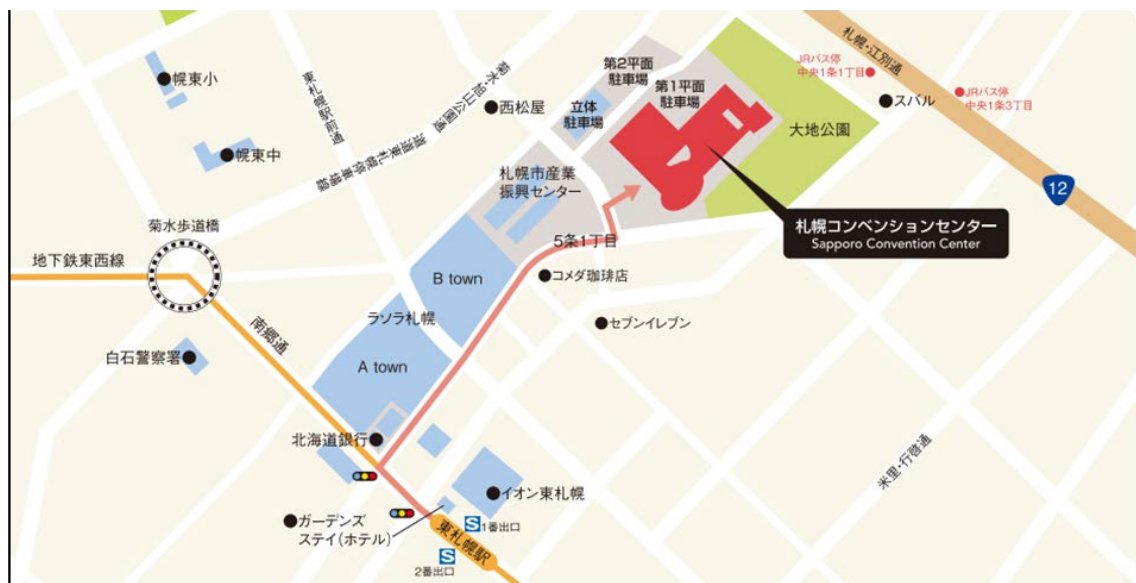 札幌・江別通
JRバス停
中央1条1丁目
JRバス停
中央1条3丁目
スバル
12
幌東小
東札幌駅前通
菊水旭山公園通
西松屋
第2平面
駐車場
第1平面
駐車場
立体
駐車場
大地公園
幌東中
札幌市産業
振興センター
札幌コンベンションセンター
Sapporo Convention Center
菊水歩道橋
地下鉄東西線
5条1丁目
B town
コメダ珈琲店
南郷通
ラソラ札幌
セブンイレブン
白石警察署
A town
北海道銀行
米里・行啓通
イオン東札幌
ガーデンズ
ステイ(ホテル)
S 1番出口
東札幌駅
S
2番出口